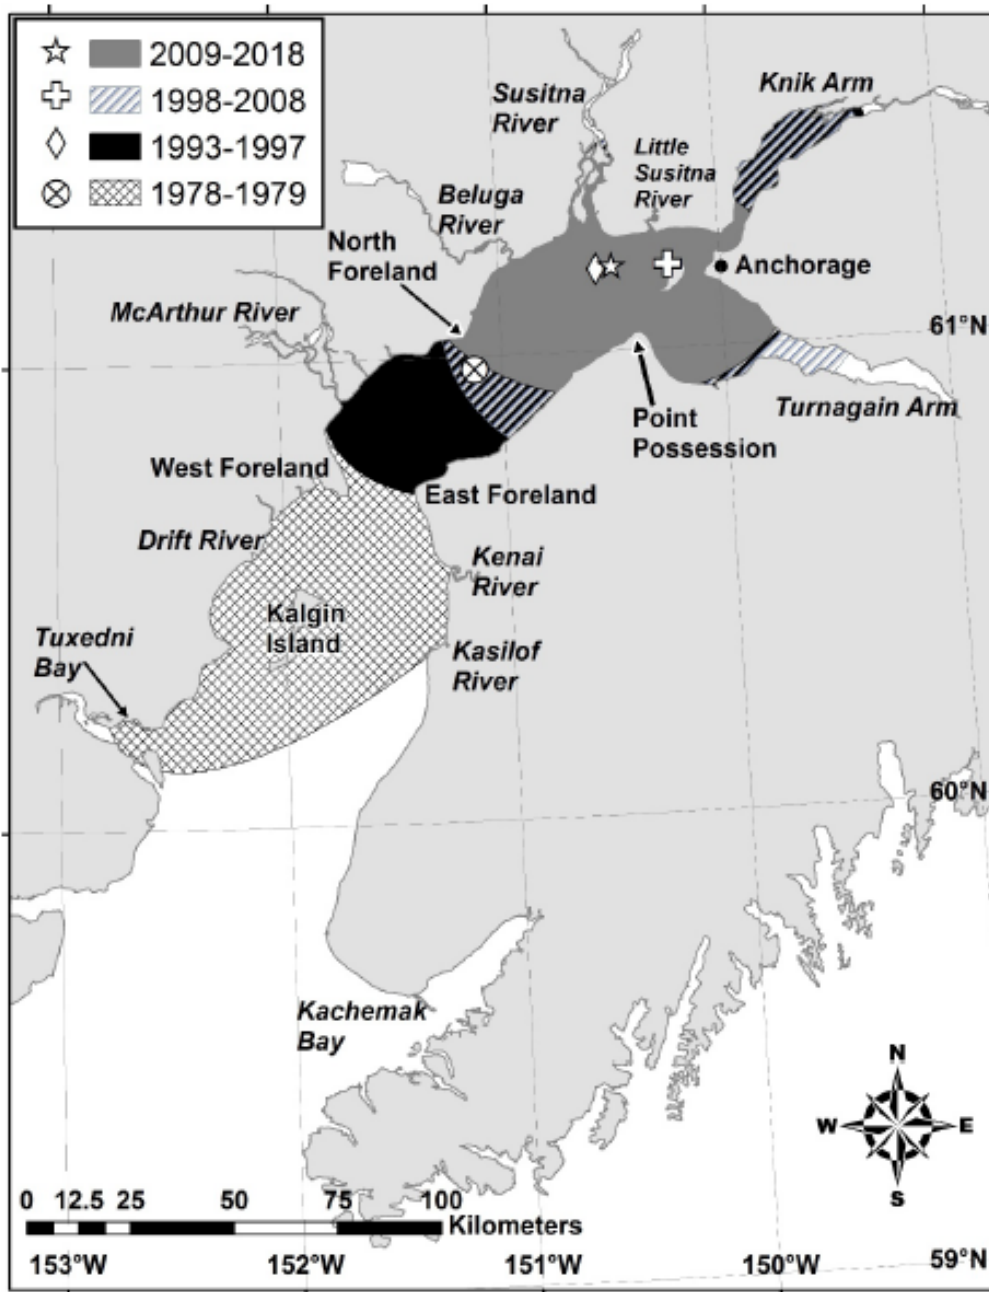 2009-2018
1998-2008
1993-1997
1978-1979
Knik Arm
Susitna
River
Little
Susitna
River
Beluga
River
North
Foreland
Anchorage
McArthur River
61°N
Turnagain Arm
Point
Possession
West Foreland
East Foreland
Drift River
Kenai
River
Kalgin
Island
Tuxedni
Bay
Kasilof
River
60°N
Kachemak
Bay
N
W
E
S
0 12.5 25 50 75 100
Kilometers
153°W 152°W 151°W 150°W
59°N